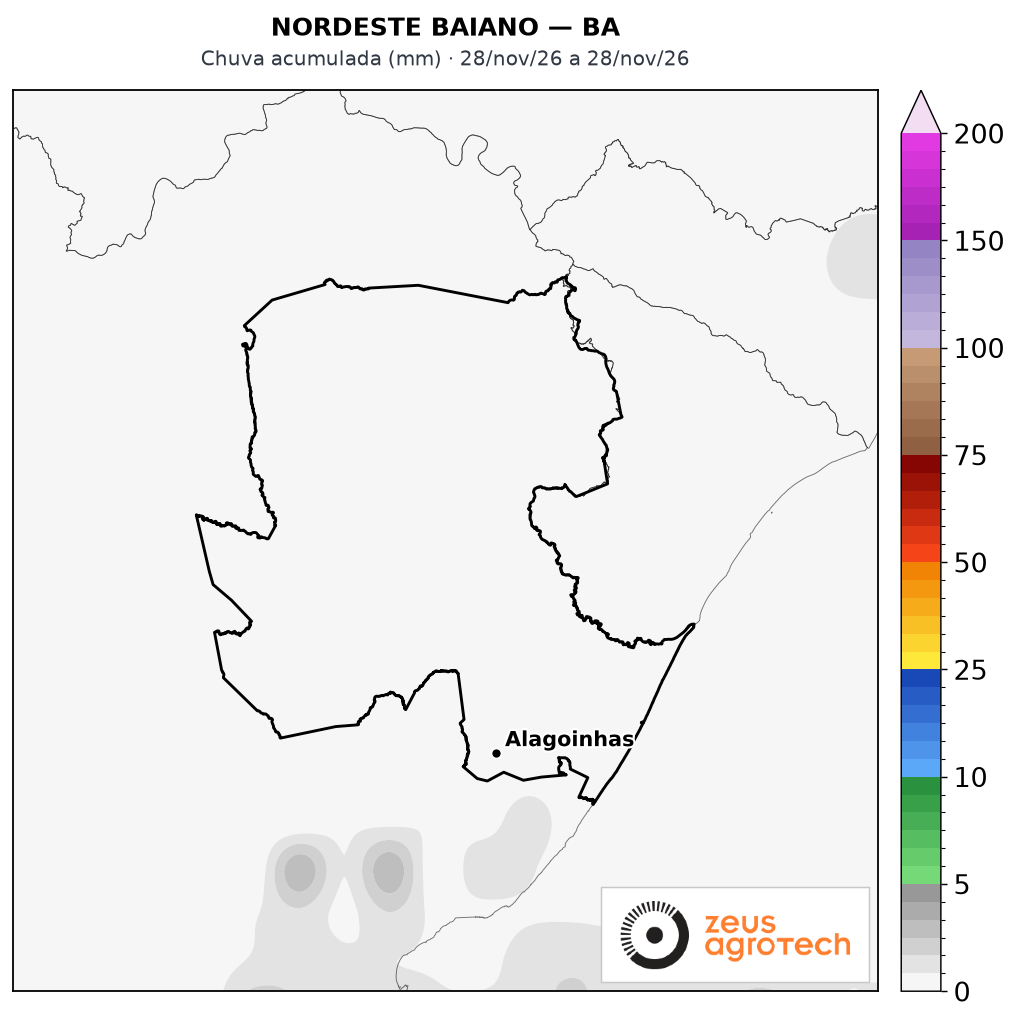 NORDESTE BAIANO — BA
Chuva acumulada (mm) · 28/nov/26 a 28/nov/26
200
150
100
75
50
25
10
5
0
Alagoinhas
zeus
agrotech